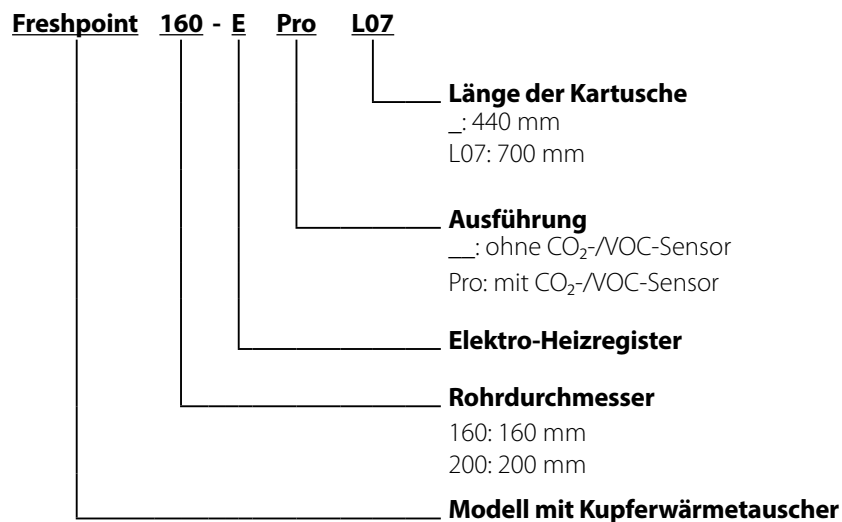 Freshpoint 160 - E Pro L07
Länge der Kartusche
_: 440 mm
L07: 700 mm
Ausführung
__: ohne CO₂-/VOC-Sensor
Pro: mit CO₂-/VOC-Sensor
Elektro-Heizregister
Rohrdurchmesser
160: 160 mm
200: 200 mm
Modell mit Kupferwärmetauscher